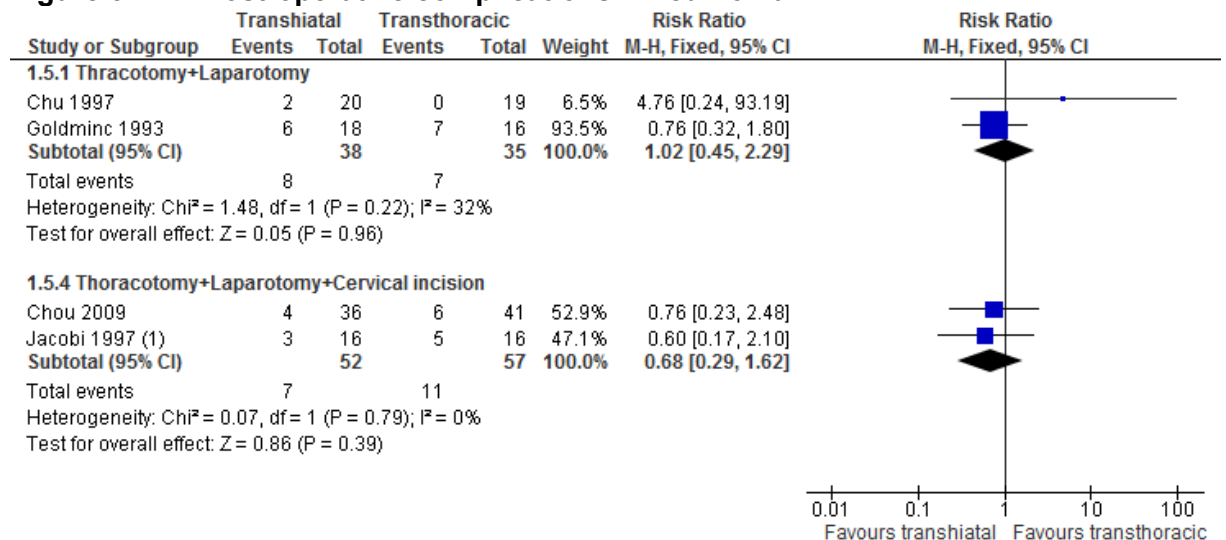 Transhiatal Transthoracic Risk Ratio Risk Ratio
Study or Subgroup Events Total Events Total Weight M-H, Fixed, 95% CI M-H, Fixed, 95% CI
1.5.1 Thracotomy+Laparotomy
Chu 1997 2 20 0 19 6.5% 4.76 [0.24, 93.19]
Goldminc 1993 6 18 7 16 93.5% 0.76 [0.32, 1.80]
Subtotal (95% CI) 38 35 100.0% 1.02 [0.45, 2.29]
Total events 8 7
Heterogeneity: Chi² = 1.48, df = 1 (P = 0.22); I² = 32%
Test for overall effect: Z = 0.05 (P = 0.96)
1.5.4 Thoracotomy+Laparotomy+Cervical incision
Chou 2009 4 36 6 41 52.9% 0.76 [0.23, 2.48]
Jacobi 1997 (1) 3 16 5 16 47.1% 0.60 [0.17, 2.10]
Subtotal (95% CI) 52 57 100.0% 0.68 [0.29, 1.62]
Total events 7 11
Heterogeneity: Chi² = 0.07, df = 1 (P = 0.79); I² = 0%
Test for overall effect: Z = 0.86 (P = 0.39)
0.01 0.1 1 10 100
Favours transhiatal Favours transthoracic